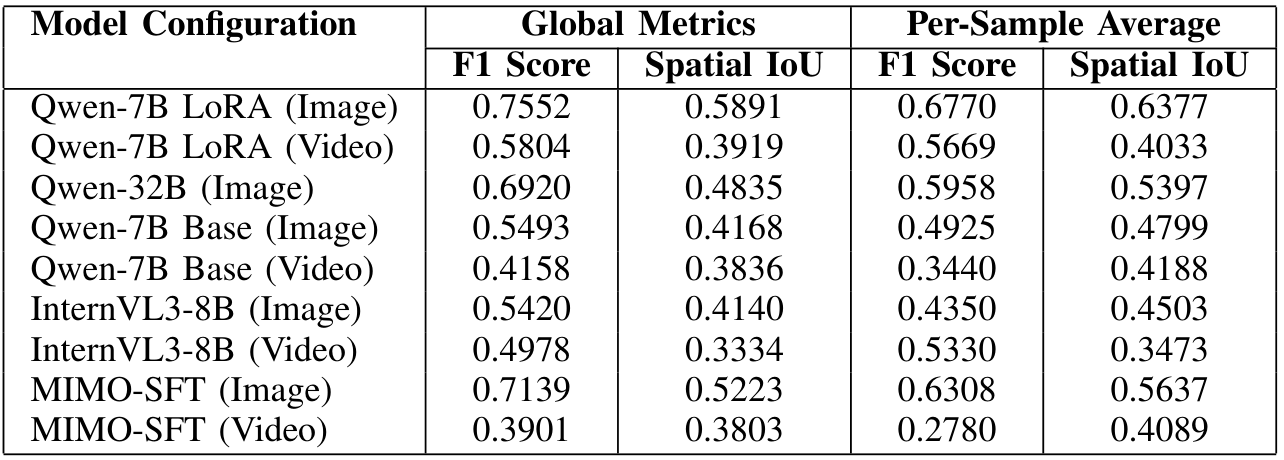 Model Configuration Global Metrics Per-Sample Average
F1 Score Spatial IoU F1 Score Spatial IoU
Qwen-7B LoRA (Image) 0.7552 0.5891 0.6770 0.6377
Qwen-7B LoRA (Video) 0.5804 0.3919 0.5669 0.4033
Qwen-32B (Image) 0.6920 0.4835 0.5958 0.5397
Qwen-7B Base (Image) 0.5493 0.4168 0.4925 0.4799
Qwen-7B Base (Video) 0.4158 0.3836 0.3440 0.4188
InternVL3-8B (Image) 0.5420 0.4140 0.4350 0.4503
InternVL3-8B (Video) 0.4978 0.3334 0.5330 0.3473
MIMO-SFT (Image) 0.7139 0.5223 0.6308 0.5637
MIMO-SFT (Video) 0.3901 0.3803 0.2780 0.4089